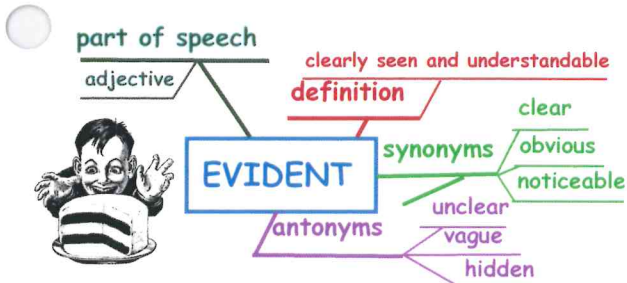 part of speech
adjective
clearly seen and understandable
definition
EVIDENT
synonyms
clear
obvious
noticeable
antonyms
unclear
vague
hidden